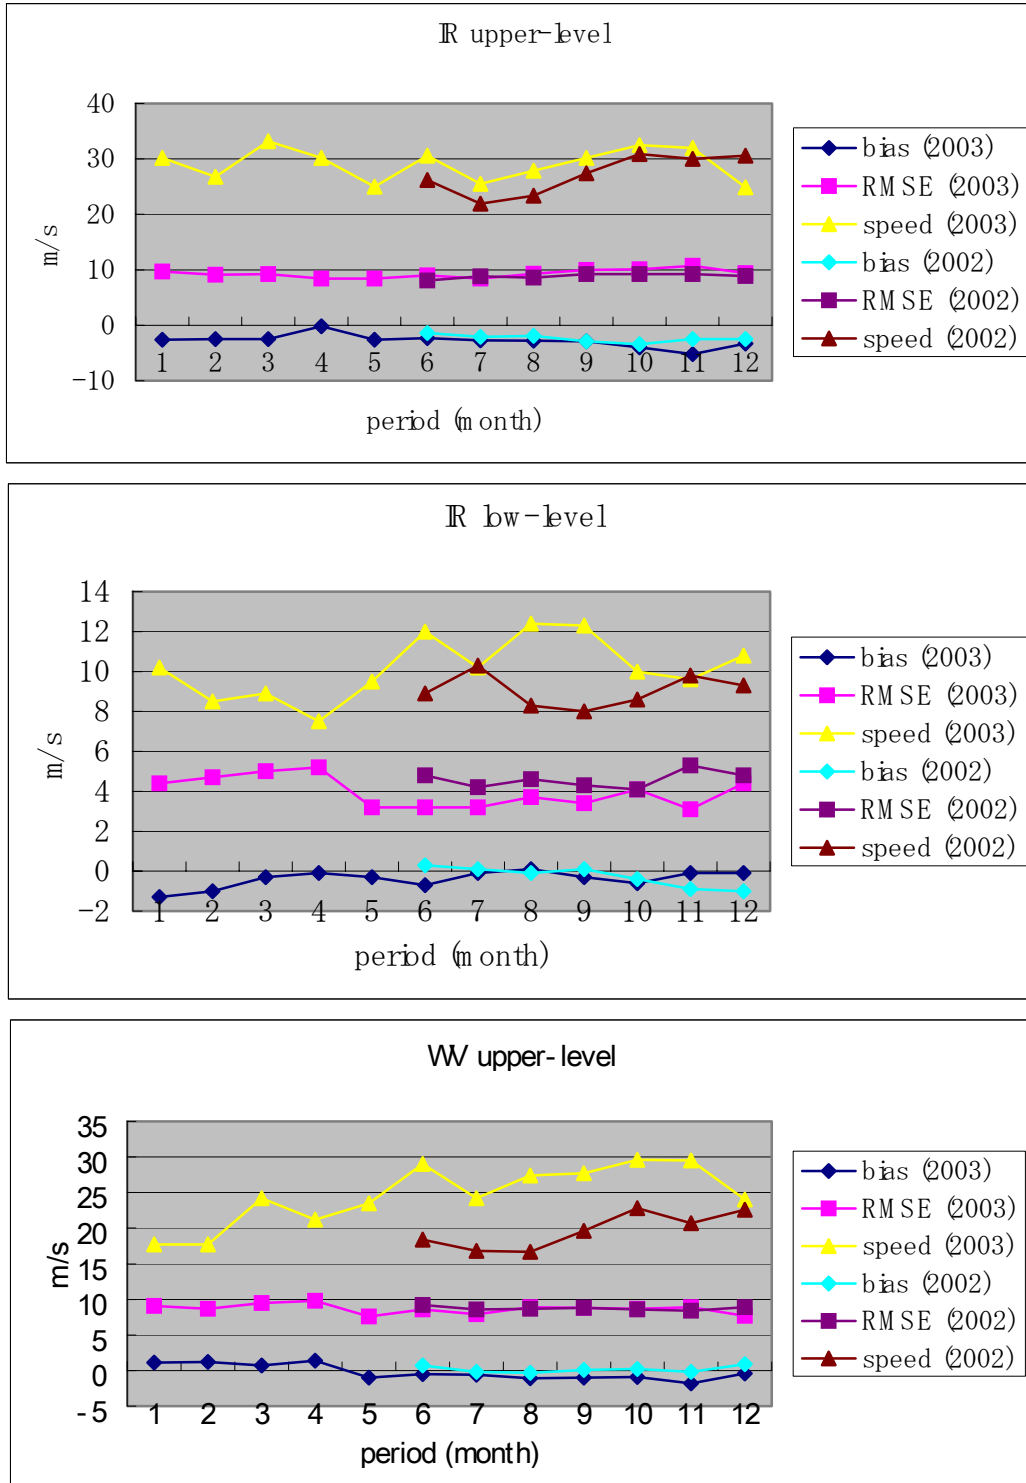 IR upper-level
40
30
20
10
0
-10
m/s
1 2 3 4 5 6 7 8 9 10 11 12
period (month)
bias (2003)
RMSE (2003)
speed (2003)
bias (2002)
RMSE (2002)
speed (2002)
IR low-level
14
12
10
8
6
4
2
0
-2
m/s
1 2 3 4 5 6 7 8 9 10 11 12
period (month)
bias (2003)
RMSE (2003)
speed (2003)
bias (2002)
RMSE (2002)
speed (2002)
WV upper-level
35
30
25
20
15
10
5
0
-5
m/s
1 2 3 4 5 6 7 8 9 10 11 12
period (month)
bias (2003)
RMSE (2003)
speed (2003)
bias (2002)
RMSE (2002)
speed (2002)